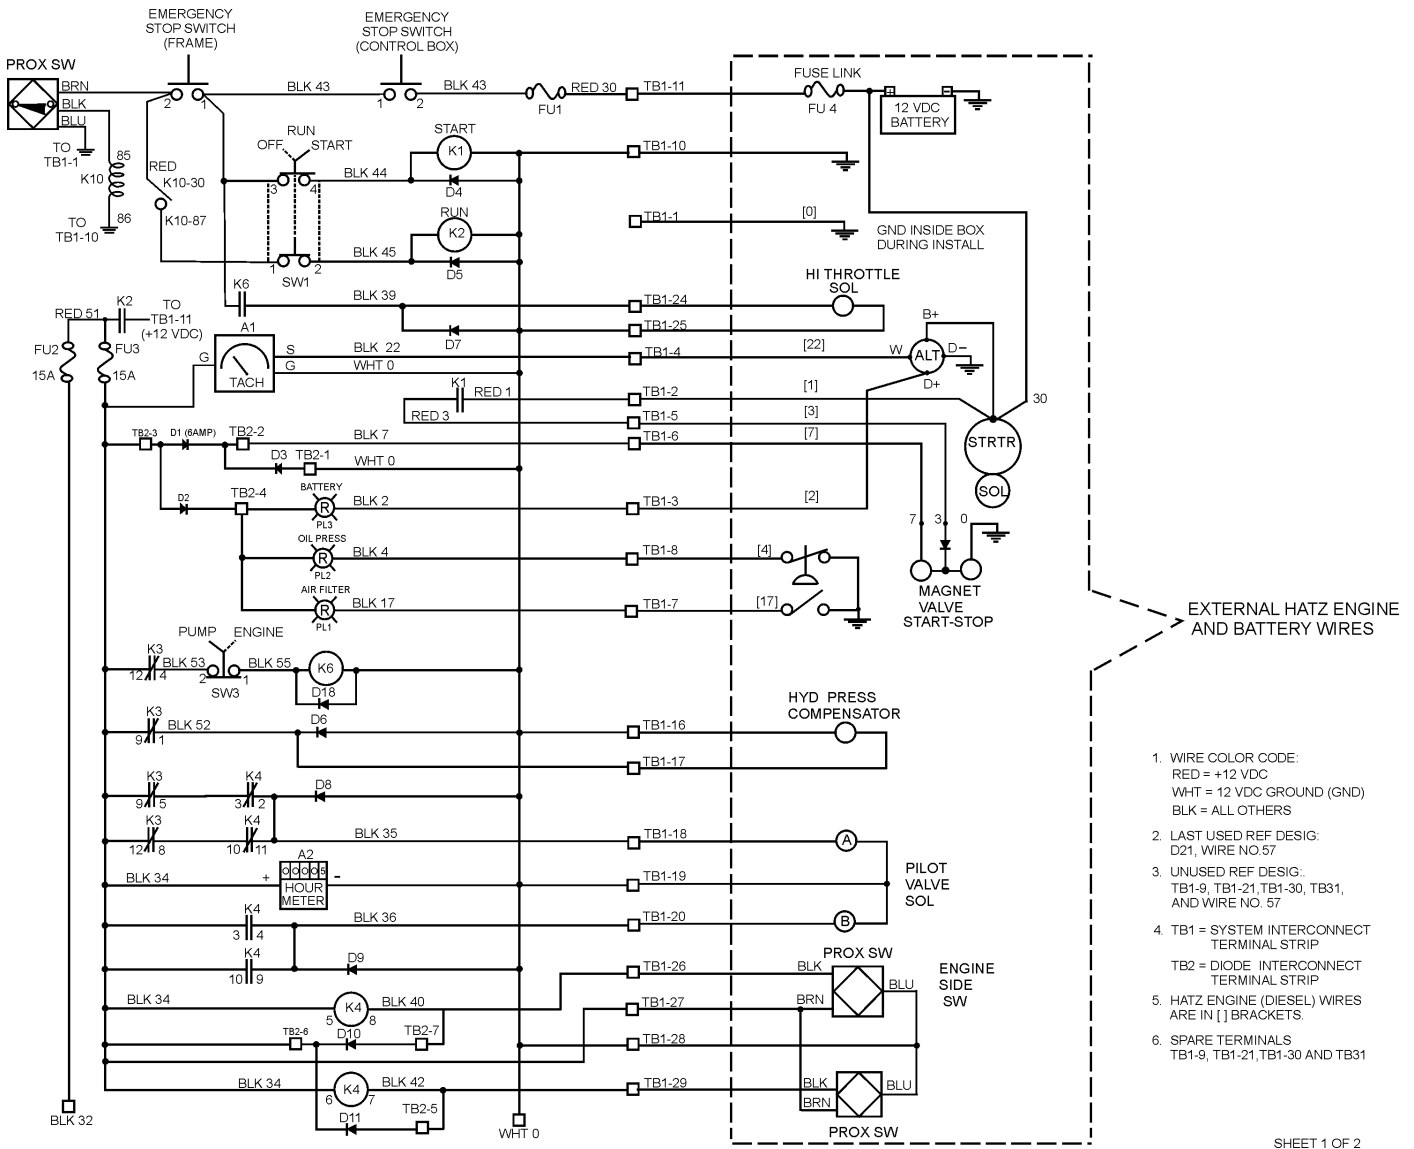 EMERGENCY
STOP SWITCH
(FRAME)
EMERGENCY
STOP SWITCH
(CONTROL BOX)
PROX SW
BRN
BLK
BLU
2
1
BLK 43
1
2
BLK 43
FU1
RED 30
TB1-11
FUSE LINK
FU 4
12 VDC
BATTERY
TO
TB1-1
85
K10
86
TO
TB1-10
RED
K10-30
K10-87
RUN
OFF
START
3
4
BLK 44
START
K1
D4
TB1-10
RUN
K2
D5
1
2
SW1
BLK 45
TB1-1
[0]
GND INSIDE BOX
DURING INSTALL
K6
BLK 39
D7
TB1-24
TB1-25
HI THROTTLE
SOL
RED 51
K2
TO
TB1-11
(+12 VDC)
FU2
15A
FU3
15A
A1
G
TACH
S
G
BLK 22
WHT 0
TB1-4
[22]
W
ALT
B+
D-
D+
K1
RED 1
RED 3
TB1-2
[1]
TB1-5
[3]
TB1-6
[7]
30
STRTR
SOL
TB2-3
D1 (6AMP)
TB2-2
BLK 7
D3
TB2-1
WHT 0
D2
TB2-4
BATTERY
R
PL3
BLK 2
TB1-3
[2]
OIL PRESS
R
PL2
BLK 4
TB1-8
[4]
AIR FILTER
R
PL1
BLK 17
TB1-7
[17]
7
3
0
MAGNET
VALVE
START-STOP
EXTERNAL HATZ ENGINE
AND BATTERY WIRES
PUMP
ENGINE
K3
12
4
BLK 53
2
1
SW3
BLK 55
K6
D18
K3
9
1
BLK 52
D6
TB1-16
TB1-17
HYD PRESS
COMPENSATOR
K3
9
5
K4
3
2
D8
K3
12
8
K4
10
11
BLK 35
TB1-18
A
BLK 34
+
A2
00005
HOUR
METER
-
TB1-19
PILOT
VALVE
SOL
K4
3
4
BLK 36
TB1-20
B
K4
10
9
D9
BLK 34
K4
5
8
BLK 40
TB1-26
TB1-27
TB2-6
D10
TB2-7
TB1-28
BLK 34
K4
6
7
BLK 42
TB1-29
D11
TB2-5
PROX SW
BLK
BRN
BLU
ENGINE
SIDE
SW
BLK
BRN
BLU
PROX SW
BLK 32
WHT 0
1. WIRE COLOR CODE:
RED = +12 VDC
WHT = 12 VDC GROUND (GND)
BLK = ALL OTHERS
2. LAST USED REF DESIG:
D21, WIRE NO.57
3. UNUSED REF DESIG:.
TB1-9, TB1-21,TB1-30, TB31,
AND WIRE NO. 57
4. TB1 = SYSTEM INTERCONNECT
TERMINAL STRIP
TB2 = DIODE INTERCONNECT
TERMINAL STRIP
5. HATZ ENGINE (DIESEL) WIRES
ARE IN [ ] BRACKETS.
6. SPARE TERMINALS
TB1-9, TB1-21,TB1-30 AND TB31
SHEET 1 OF 2